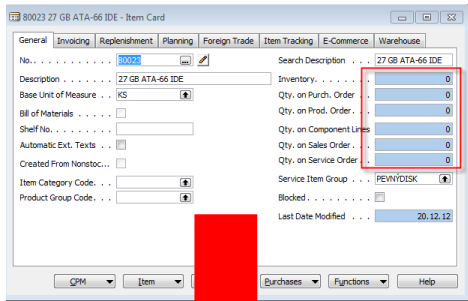 80023 27 GB ATA-66 IDE - Item Card
General Invoicing Replenishment Planning Foreign Trade Item Tracking E-Commerce Warehouse
No.. . . . . . . . . . . 80023 ... Search Description . . . 27 GB ATA-66 IDE
Description . . . . . . . 27 GB ATA-66 IDE Inventory. . . . . . . . 0
Base Unit of Measure . . KS Qty. on Purch. Order . . . 0
Bill of Materials . . . . . Qty. on Prod. Order. . . 0
Shelf No. . . . . . . . . Qty. on Component Lines 0
Automatic Ext. Texts . . Qty. on Sales Order. . . 0
Created From Nonstoc... Qty. on Service Order. . 0
Item Category Code. . . Service Item Group . . . PEVNÝDISK
Product Group Code. . . Blocked. . . . . . . .
Last Date Modified . . . 20.12.12
CPM Item Purchases Functions Help